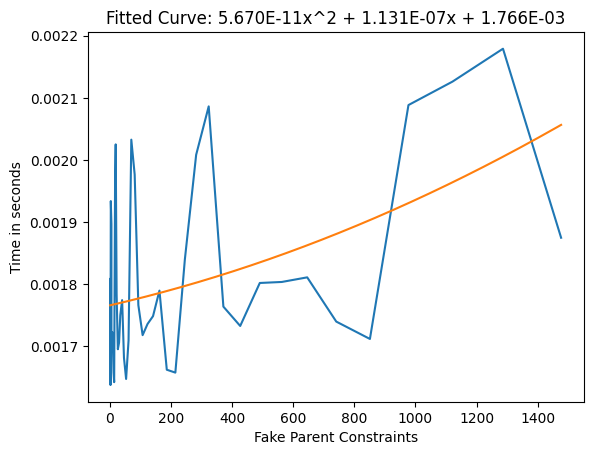 Fitted Curve: 5.670E-11x^2 + 1.131E-07x + 1.766E-03
0.0022
0.0021
0.0020
0.0019
0.0018
0.0017
Time in seconds
0 200 400 600 800 1000 1200 1400
Fake Parent Constraints